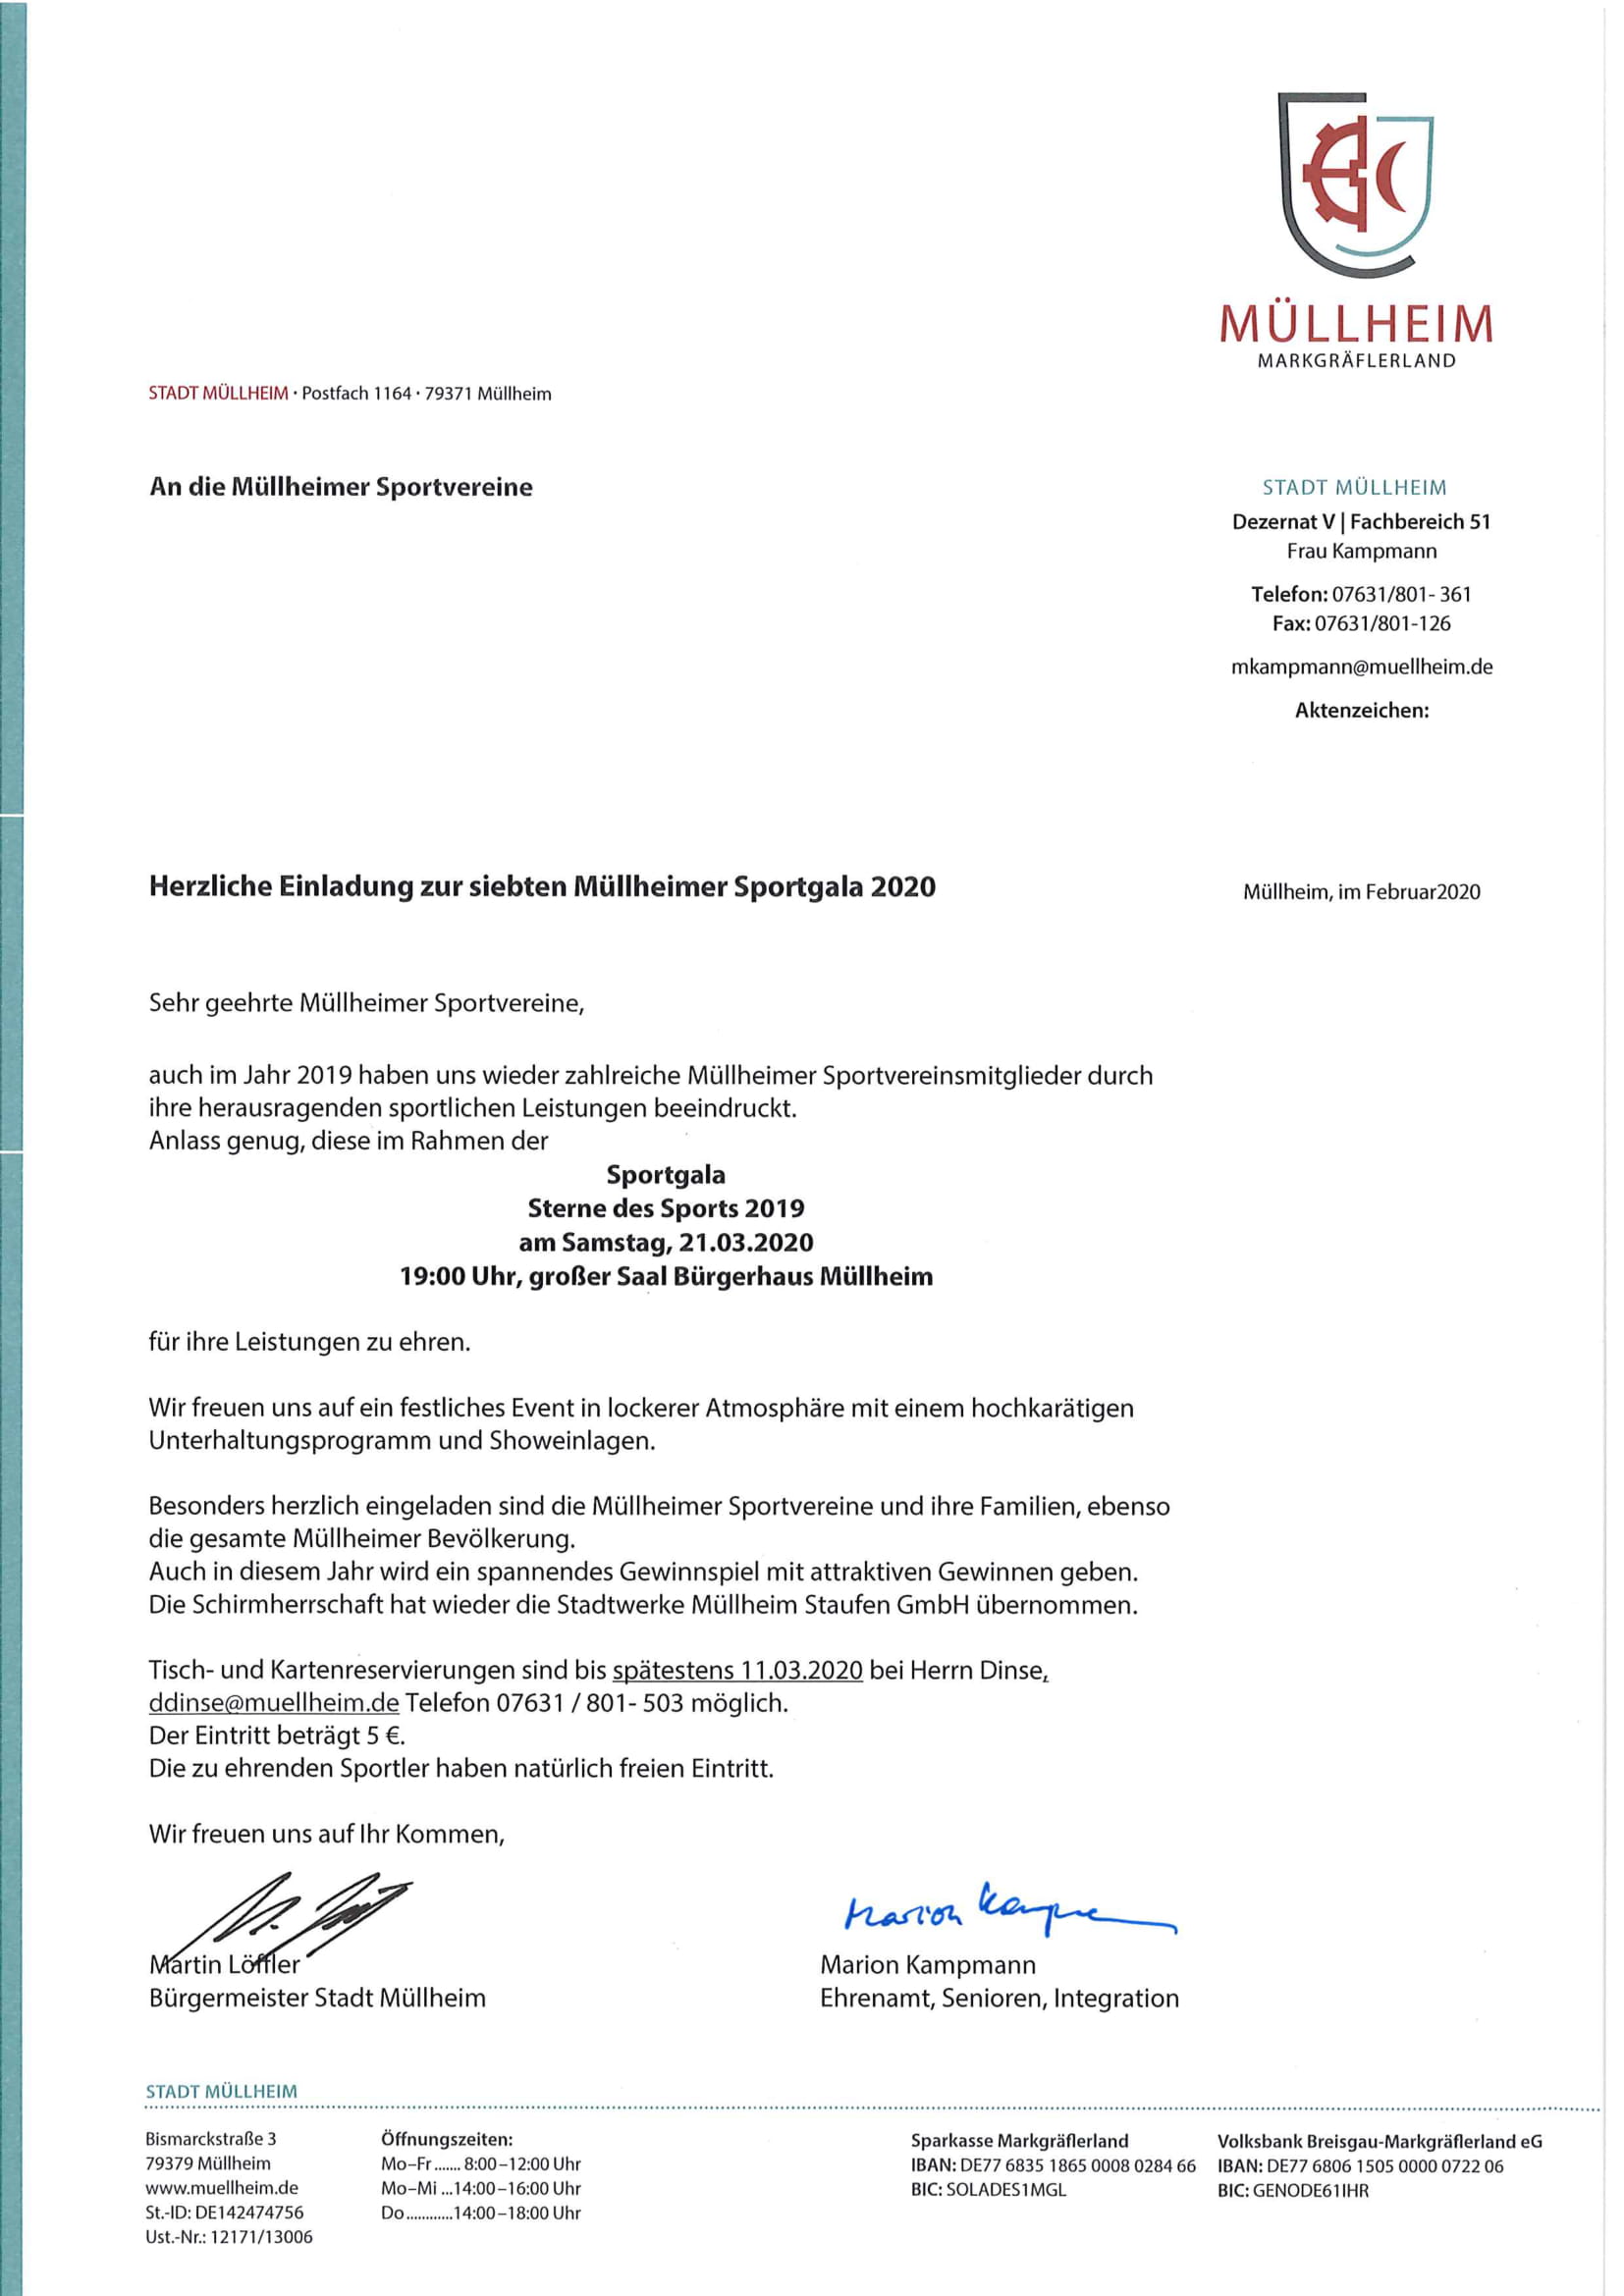 MÜLLHEIM
MARKGRÄFLERLAND
STADT MÜLLHEIM · Postfach 1164 · 79371 Müllheim
An die Müllheimer Sportvereine
STADT MÜLLHEIM
Dezernat V | Fachbereich 51
Frau Kampmann
Telefon: 07631/801- 361
Fax: 07631/801-126
mkampmann@muellheim.de
Aktenzeichen:
Herzliche Einladung zur siebten Müllheimer Sportgala 2020
Müllheim, im Februar2020
Sehr geehrte Müllheimer Sportvereine,
auch im Jahr 2019 haben uns wieder zahlreiche Müllheimer Sportvereinsmitglieder durch
ihre herausragenden sportlichen Leistungen beeindruckt.
Anlass genug, diese im Rahmen der
Sportgala
Sterne des Sports 2019
am Samstag, 21.03.2020
19:00 Uhr, großer Saal Bürgerhaus Müllheim
für ihre Leistungen zu ehren.
Wir freuen uns auf ein festliches Event in lockerer Atmosphäre mit einem hochkarätigen
Unterhaltungsprogramm und Showeinlagen.
Besonders herzlich eingeladen sind die Müllheimer Sportvereine und ihre Familien, ebenso
die gesamte Müllheimer Bevölkerung.
Auch in diesem Jahr wird ein spannendes Gewinnspiel mit attraktiven Gewinnen geben.
Die Schirmherrschaft hat wieder die Stadtwerke Müllheim Staufen GmbH übernommen.
Tisch- und Kartenreservierungen sind bis spätestens 11.03.2020 bei Herrn Dinse,
ddinse@muellheim.de Telefon 07631 / 801- 503 möglich.
Der Eintritt beträgt 5 €.
Die zu ehrenden Sportler haben natürlich freien Eintritt.
Wir freuen uns auf Ihr Kommen,
Marion
Martin Löffler
Bürgermeister Stadt Müllheim
Marion Kampmann
Ehrenamt, Senioren, Integration
STADT MÜLLHEIM
Bismarckstraße 3
79379 Müllheim
www.muellheim.de
St.-ID: DE142474756
Ust.-Nr.: 12171/13006
Öffnungszeiten:
Mo–Fr ....... 8:00–12:00 Uhr
Mo–Mi ...14:00–16:00 Uhr
Do ............14:00–18:00 Uhr
Sparkasse Markgräflerland
IBAN: DE77 6835 1865 0008 0284 66
BIC: SOLADES1MGL
Volksbank Breisgau-Markgräflerland eG
IBAN: DE77 6806 1505 0000 0722 06
BIC: GENODE61IHR